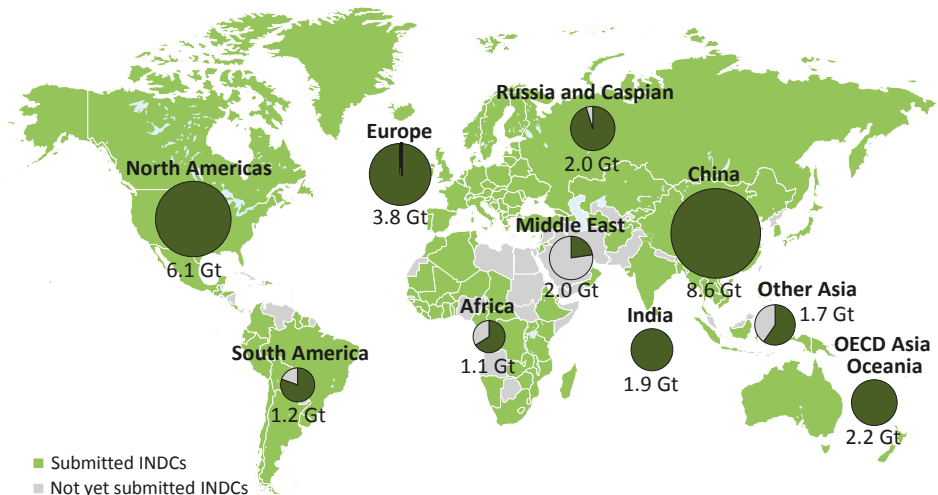 Russia and Caspian
2.0 Gt
Europe
3.8 Gt
North Americas
6.1 Gt
China
8.6 Gt
Middle East
2.0 Gt
Other Asia
1.7 Gt
Africa
1.1 Gt
India
1.9 Gt
OECD Asia
Oceania
2.2 Gt
South America
1.2 Gt
Submitted INDCs
Not yet submitted INDCs